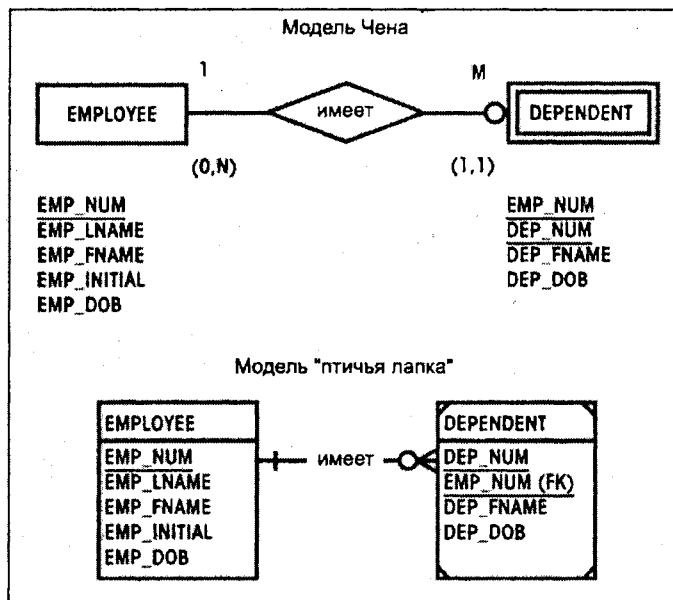 Модель Чена
1
M
EMPLOYEE
имеет
DEPENDENT
(0,N)
(1,1)
EMP_NUM
EMP_LNAME
EMP_FNAME
EMP_INITIAL
EMP_DOB
EMP_NUM
DEP_NUM
DEP_FNAME
DEP_DOB
Модель "птичья лапка"
EMPLOYEE
EMP_NUM
EMP_LNAME
EMP_FNAME
EMP_INITIAL
EMP_DOB
имеет
DEPENDENT
DEP_NUM
EMP_NUM (FK)
DEP_FNAME
DEP_DOB